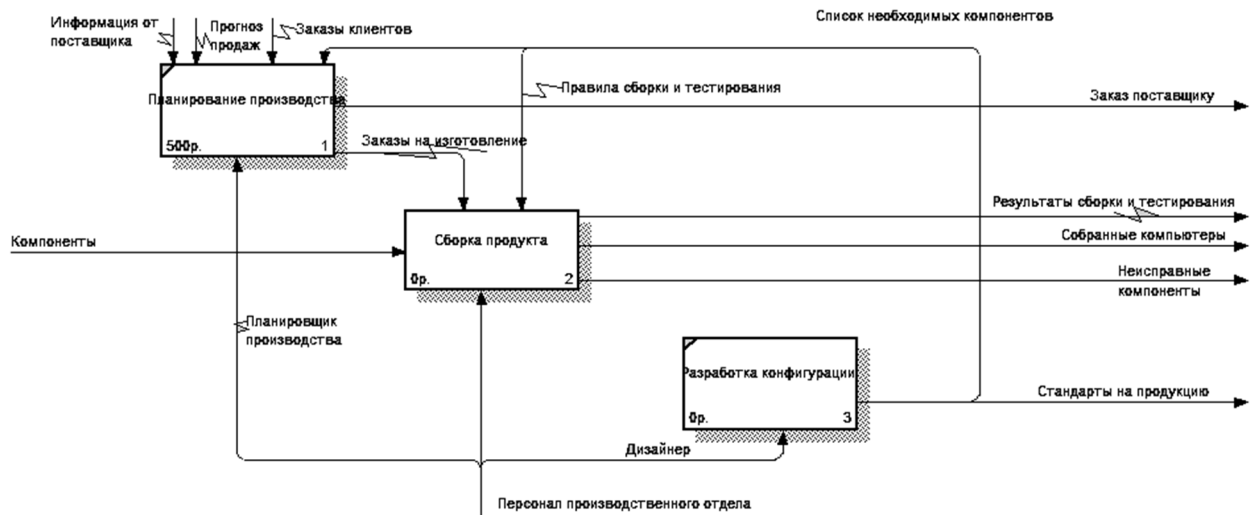 Информация от
поставщика
Прогноз
продаж
Заказы клиентов
Список необходимых компонентов
Планирование производства
500р.
1
Правила сборки и тестирования
Заказ поставщику
Заказы на изготовление
Результаты сборки и тестирования
Компоненты
Сборка продукта
0р.
2
Собранные компьютеры
Неисправные
компоненты
Планировщик
производства
Разработка конфигурации
0р.
3
Стандарты на продукцию
Дизайнер
Персонал производственного отдела